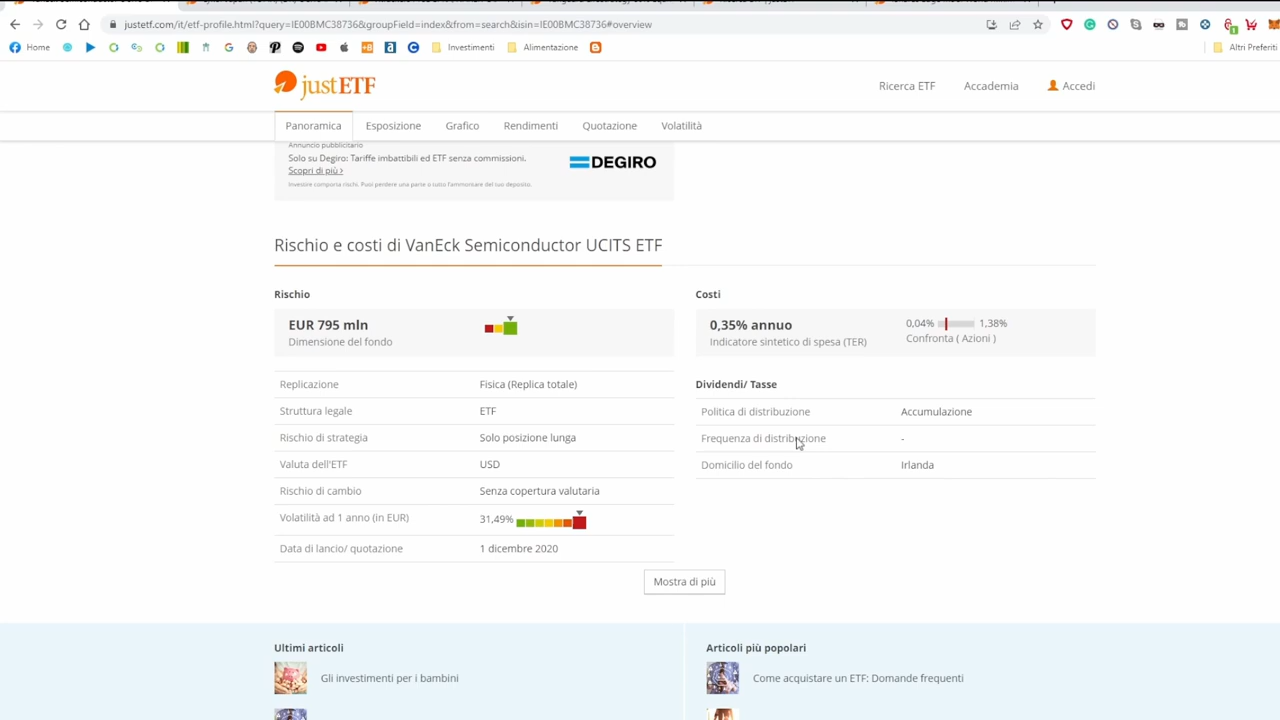 justetf.com/it/etf-profile.html?query=IE00BMC38736&groupField=index&from=search&isin=IE00BMC38736#overview
Home
Investimenti
Alimentazione
Altri Preferiti
justETF
Ricerca ETF
Accademia
Accedi
Panoramica
Esposizione
Grafico
Rendimenti
Quotazione
Volatilità
Annuncio pubblicitario
Solo su Degiro: Tariffe imbattibili ed ETF senza commissioni.
Scopri di più >
Investire comporta rischi. Puoi perdere una parte o tutto l'ammontare del tuo deposito.
DEGIRO
Rischio e costi di VanEck Semiconductor UCITS ETF
Rischio
EUR 795 mln
Dimensione del fondo
Replicazione Fisica (Replica totale)
Struttura legale ETF
Rischio di strategia Solo posizione lunga
Valuta dell'ETF USD
Rischio di cambio Senza copertura valutaria
Volatilità ad 1 anno (in EUR) 31,49%
Data di lancio/ quotazione 1 dicembre 2020
Costi
0,35% annuo
Indicatore sintetico di spesa (TER)
0,04% 1,38%
Confronta ( Azioni )
Dividendi/ Tasse
Politica di distribuzione Accumulazione
Frequenza di distribuzione -
Domicilio del fondo Irlanda
Mostra di più
Ultimi articoli
Gli investimenti per i bambini
Articoli più popolari
Come acquistare un ETF: Domande frequenti